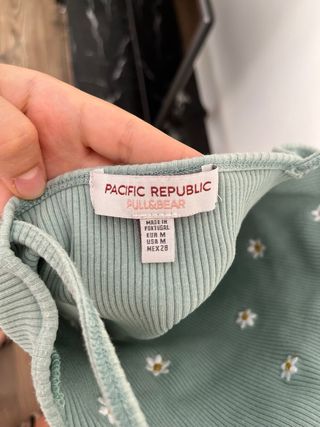 PACIFIC REPUBLIC
PULL&BEAR
MADE IN
PORTUGAL
EUR M
USA M
MEX 28